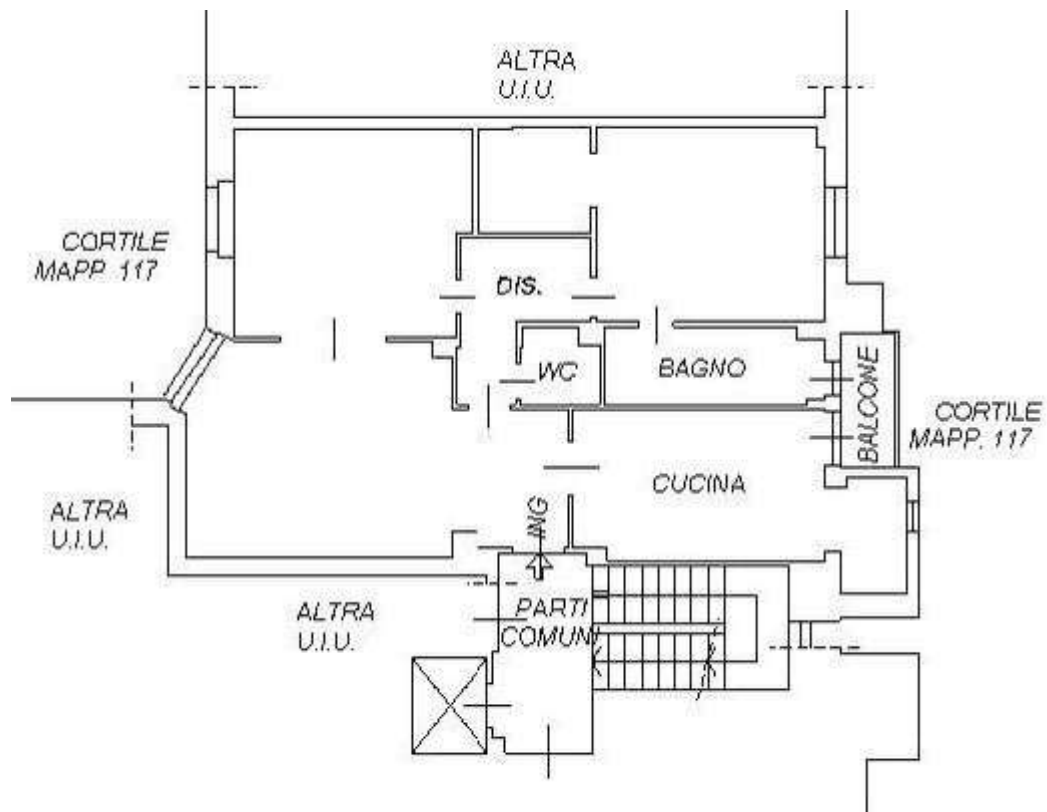 ALTRA
U.I.U.
CORTILE
MAPP. 117
DIS.
WC
BAGNO
BALCONE
CORTILE
MAPP. 117
CUCINA
ALTRA
U.I.U.
ING
ALTRA
U.I.U.
PARTI
COMUNI